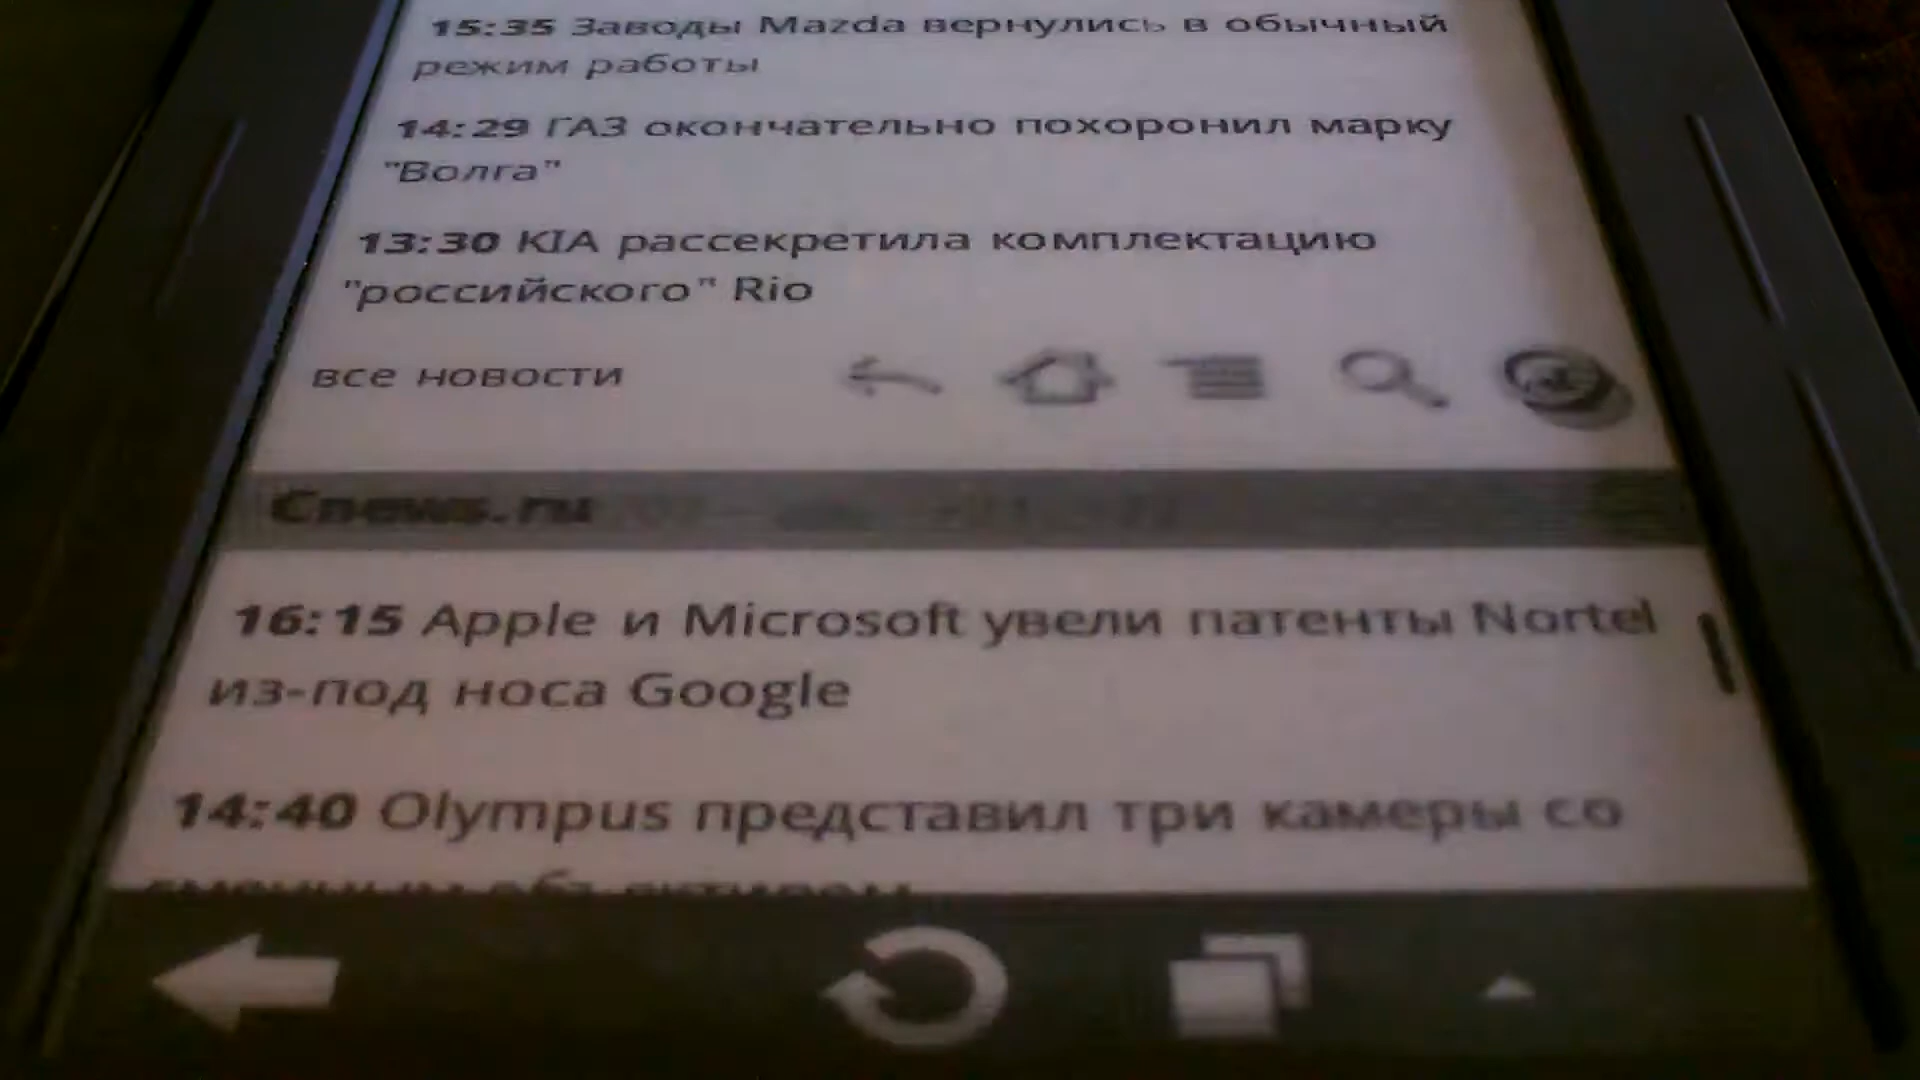 15:35 Заводы Mazda вернулись в обычный
режим работы
14:29 ГАЗ окончательно похоронил марку
"Волга"
13:30 KIA рассекретила комплектацию
"российского" Rio
все новости
Cnews.ru
16:15 Apple и Microsoft увели патенты Nortel
из-под носа Google
14:40 Olympus представил три камеры со